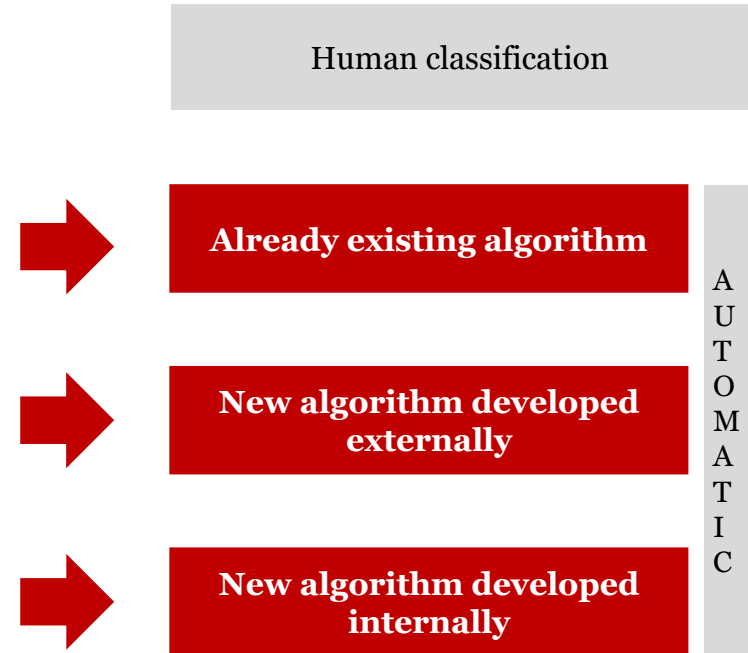 Human classification
Already existing algorithm
New algorithm developed
externally
New algorithm developed
internally
A
U
T
O
M
A
T
I
C